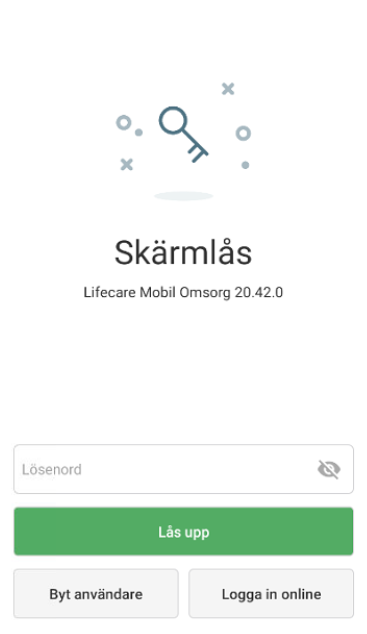 Skärmlås
Lifecare Mobil Omsorg 20.42.0
Lösenord
Lås upp
Byt användare
Logga in online